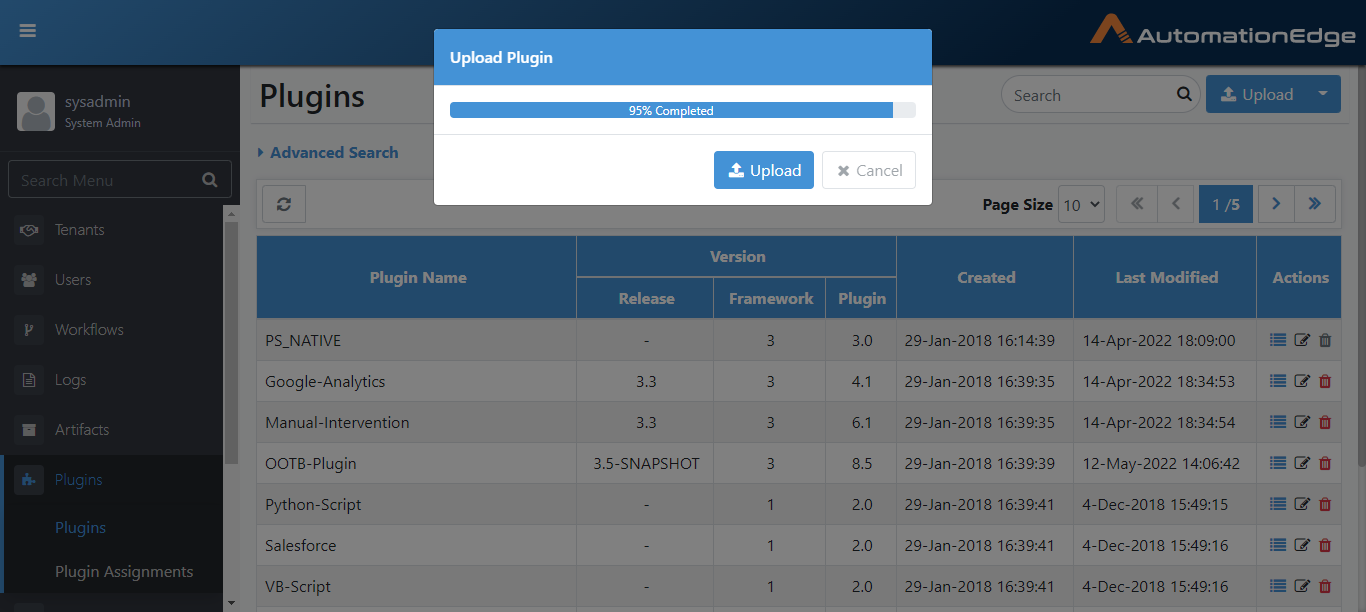 AutomationEdge
Upload Plugin
95% Completed
Upload
Cancel
sysadmin
System Admin
Search Menu
Tenants
Users
Workflows
Logs
Artifacts
Plugins
Plugins
Plugin Assignments
Plugins
Search
Upload
Advanced Search
Page Size 10 1 /5
Plugin Name Version Created Last Modified Actions
Release Framework Plugin
PS_NATIVE - 3 3.0 29-Jan-2018 16:14:39 14-Apr-2022 18:09:00
Google-Analytics 3.3 3 4.1 29-Jan-2018 16:39:35 14-Apr-2022 18:34:53
Manual-Intervention 3.3 3 6.1 29-Jan-2018 16:39:35 14-Apr-2022 18:34:54
OOTB-Plugin 3.5-SNAPSHOT 3 8.5 29-Jan-2018 16:39:39 12-May-2022 14:06:42
Python-Script - 1 2.0 29-Jan-2018 16:39:41 4-Dec-2018 15:49:15
Salesforce - 1 2.0 29-Jan-2018 16:39:41 4-Dec-2018 15:49:16
VB-Script - 1 2.0 29-Jan-2018 16:39:41 4-Dec-2018 15:49:16